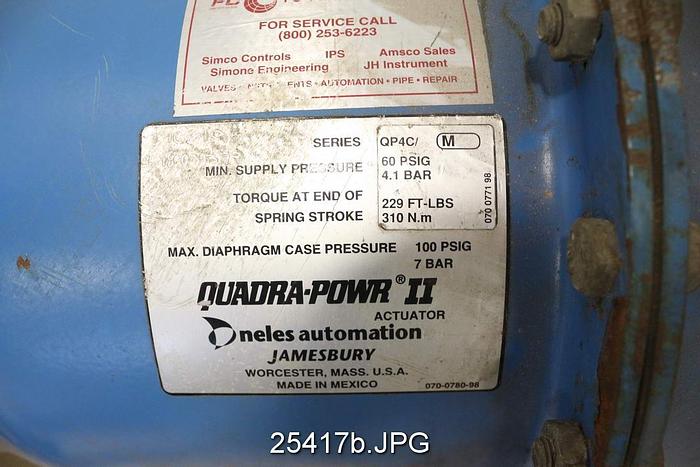 FOR SERVICE CALL
(800) 253-6223
Simco Controls IPS Amsco Sales
Simone Engineering JH Instrument
VALVES • INSTRUMENTS • AUTOMATION • PIPE • REPAIR
SERIES QP4C/ M
MIN. SUPPLY PRESSURE 60 PSIG
4.1 BAR
TORQUE AT END OF
SPRING STROKE
229 FT-LBS
310 N.m
070 0771 98
MAX. DIAPHRAGM CASE PRESSURE 100 PSIG
7 BAR
QUADRA-POWR® II
ACTUATOR
neles automation
JAMESBURY
WORCESTER, MASS. U.S.A.
MADE IN MEXICO 070-0780-98
25417b.JPG